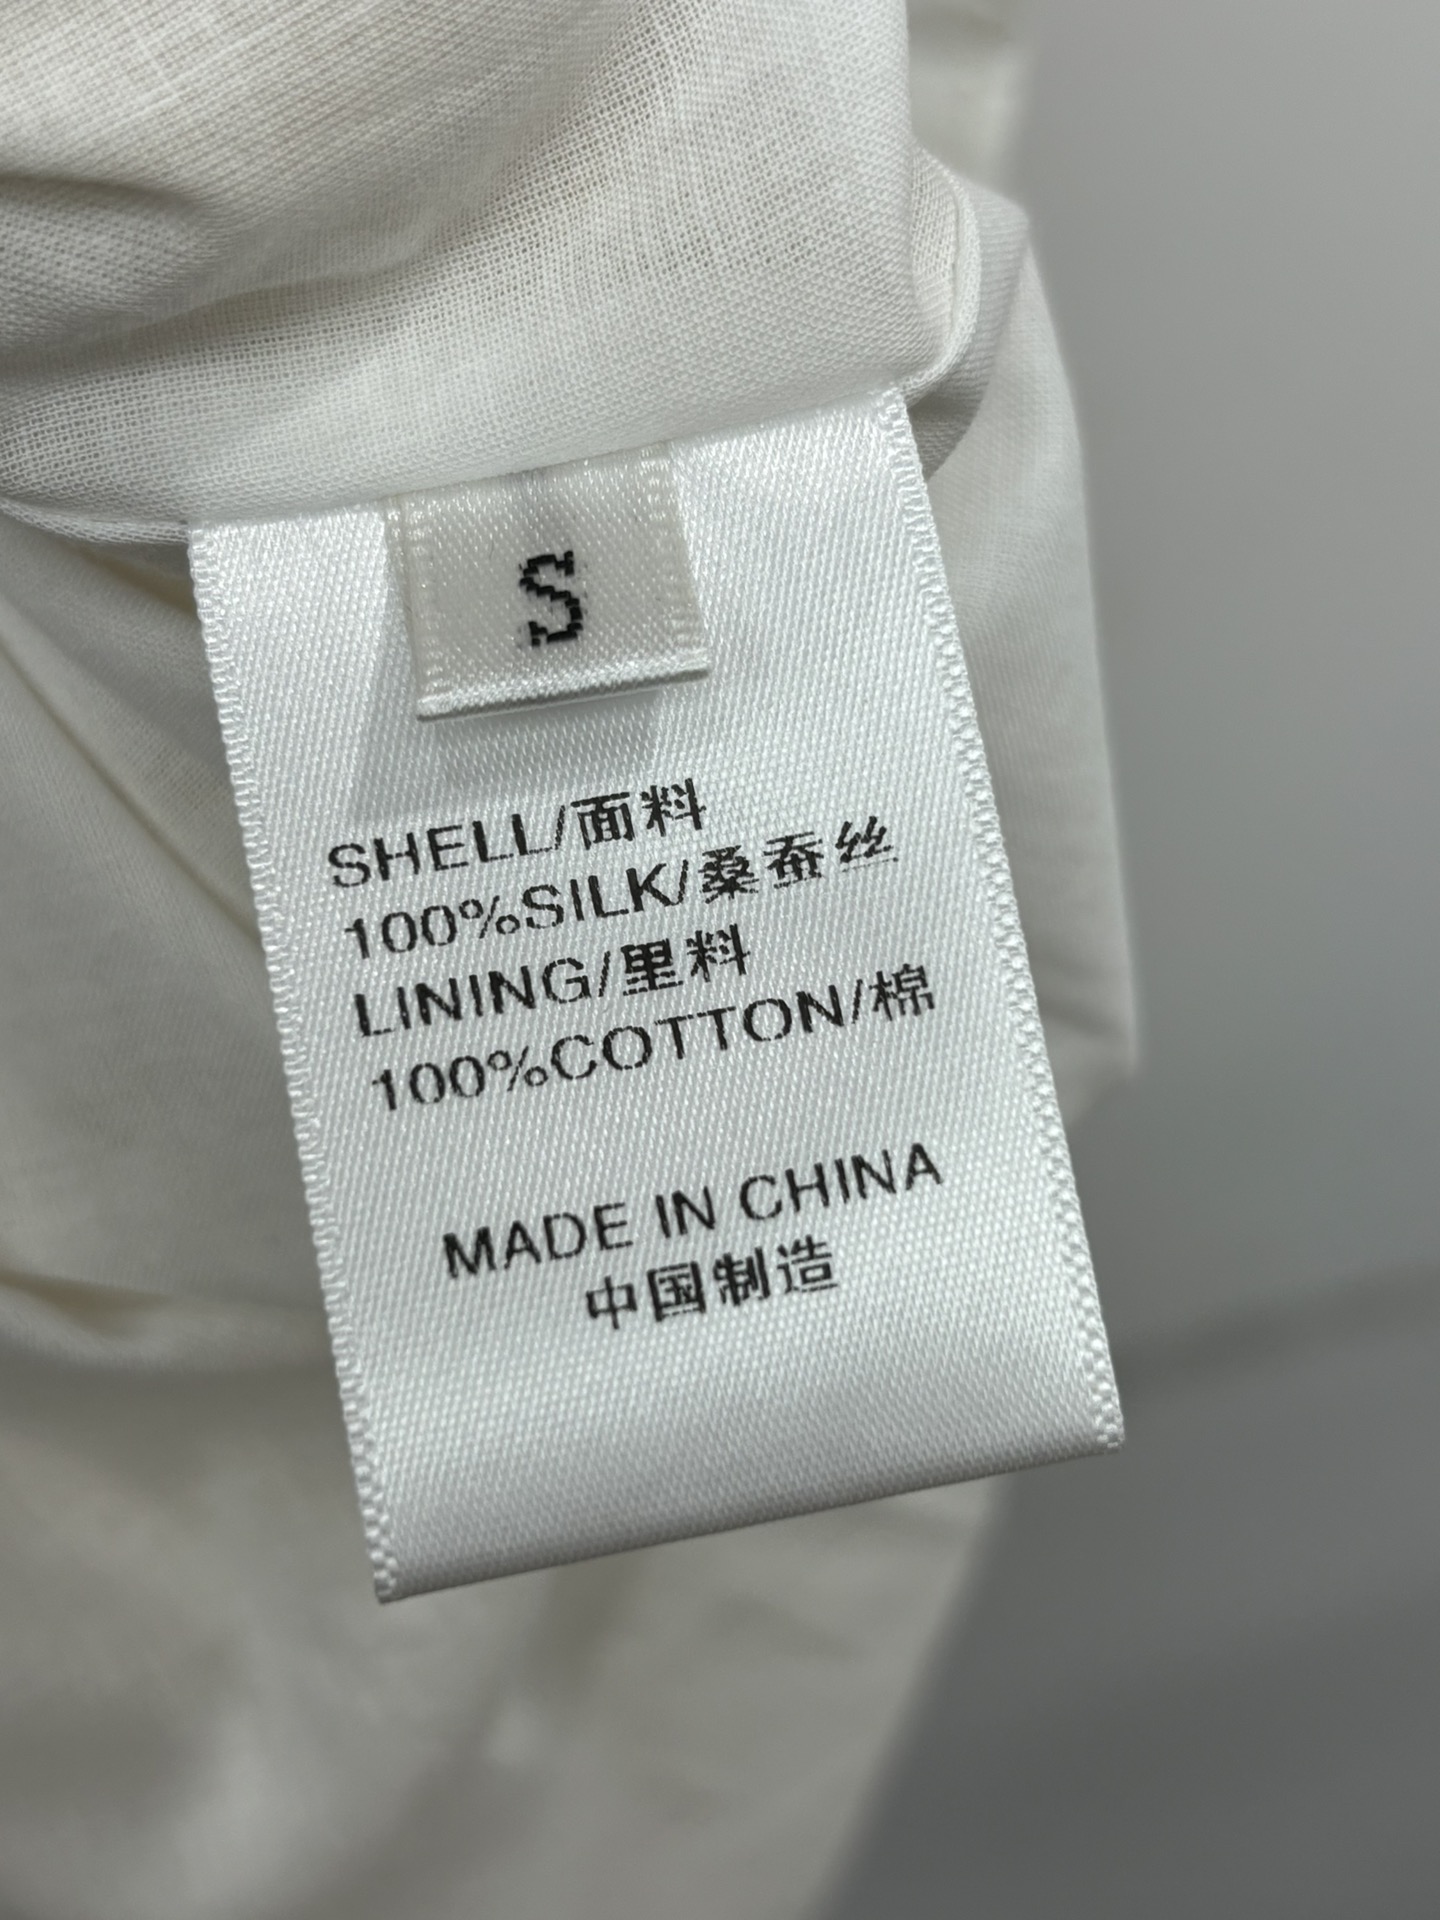 S
SHELL/面料
100%SILK/桑蚕丝
LINING/里料
100%COTTON/棉
MADE IN CHINA
中国制造